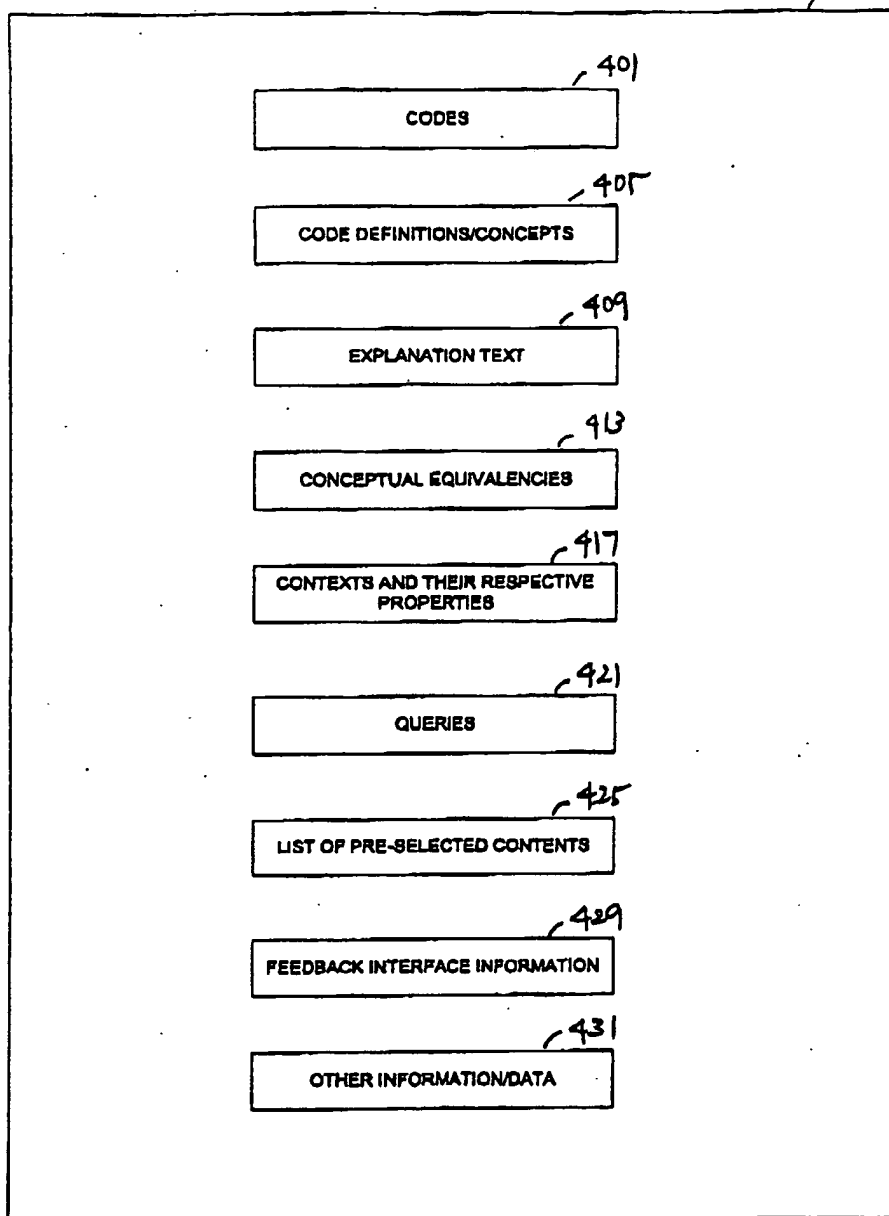 401
CODES
405
CODE DEFINITIONS/CONCEPTS
409
EXPLANATION TEXT
413
CONCEPTUAL EQUIVALENCIES
417
CONTEXTS AND THEIR RESPECTIVE
PROPERTIES
421
QUERIES
425
LIST OF PRE-SELECTED CONTENTS
429
FEEDBACK INTERFACE INFORMATION
431
OTHER INFORMATION/DATA